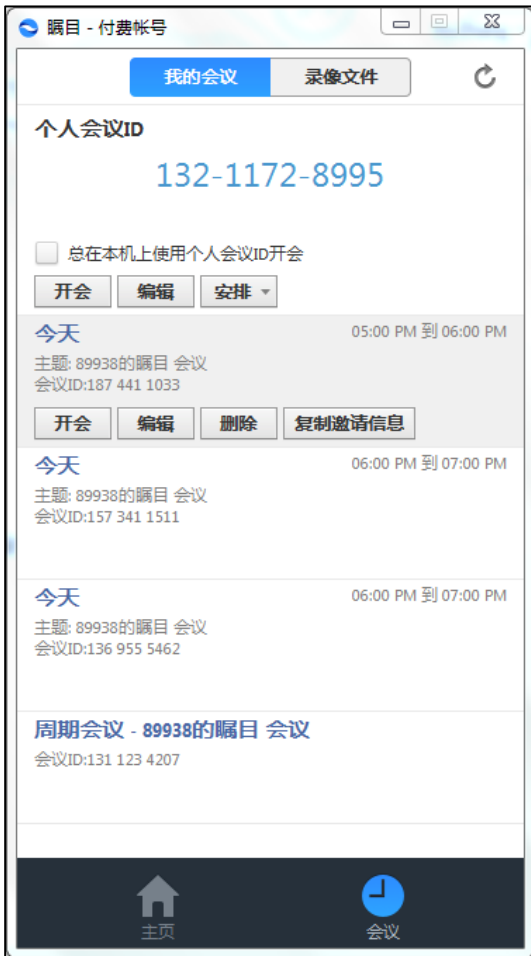 瞩目 - 付费帐号
我的会议 录像文件
个人会议ID
132-1172-8995
总在本机上使用个人会议ID开会
开会 编辑 安排
今天 05:00 PM 到 06:00 PM
主题: 89938的瞩目 会议
会议ID:187 441 1033
开会 编辑 删除 复制邀请信息
今天 06:00 PM 到 07:00 PM
主题: 89938的瞩目 会议
会议ID:157 341 1511
今天 06:00 PM 到 07:00 PM
主题: 89938的瞩目 会议
会议ID:136 955 5462
周期会议 - 89938的瞩目 会议
会议ID:131 123 4207
主页 会议